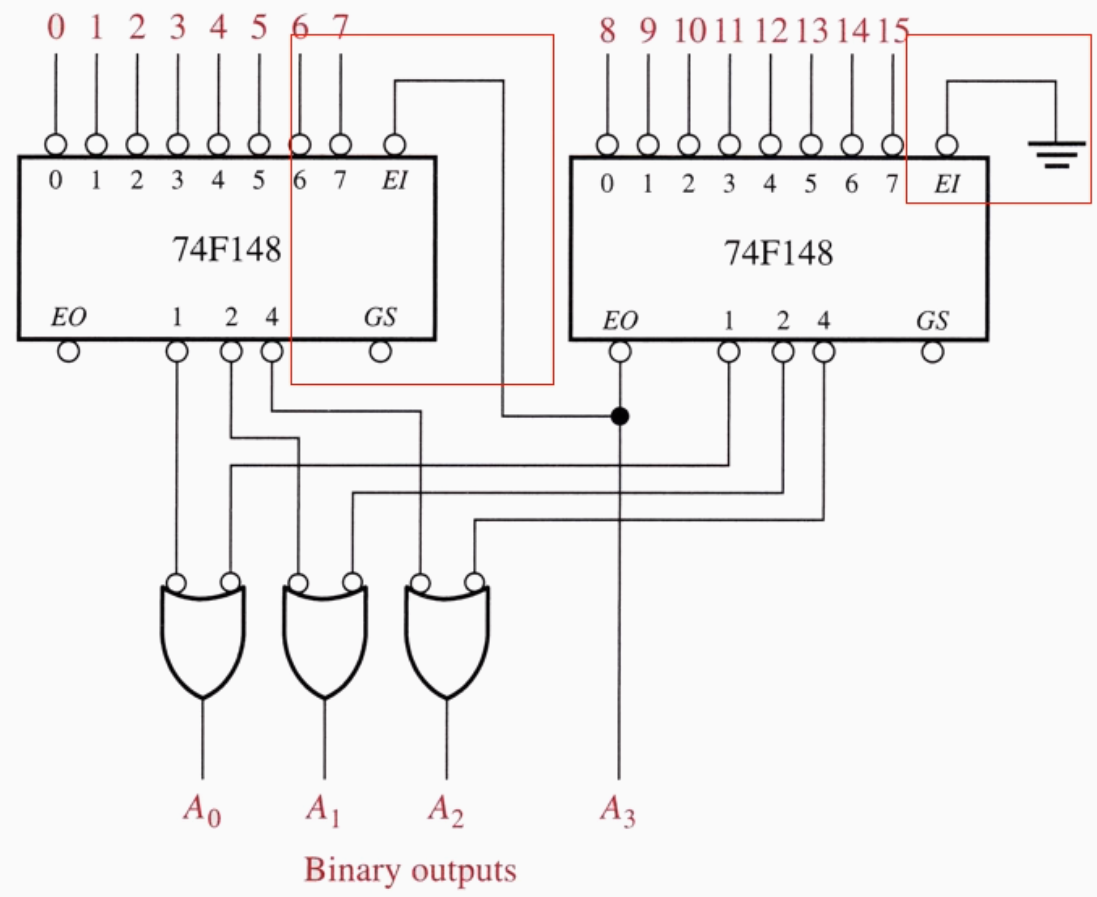 0 1 2 3 4 5 6 7 8 9 10 11 12 13 14 15
0 1 2 3 4 5 6 7 EI 0 1 2 3 4 5 6 7 EI
74F148 74F148
EO 1 2 4 GS EO 1 2 4 GS
A0 A1 A2 A3
Binary outputs